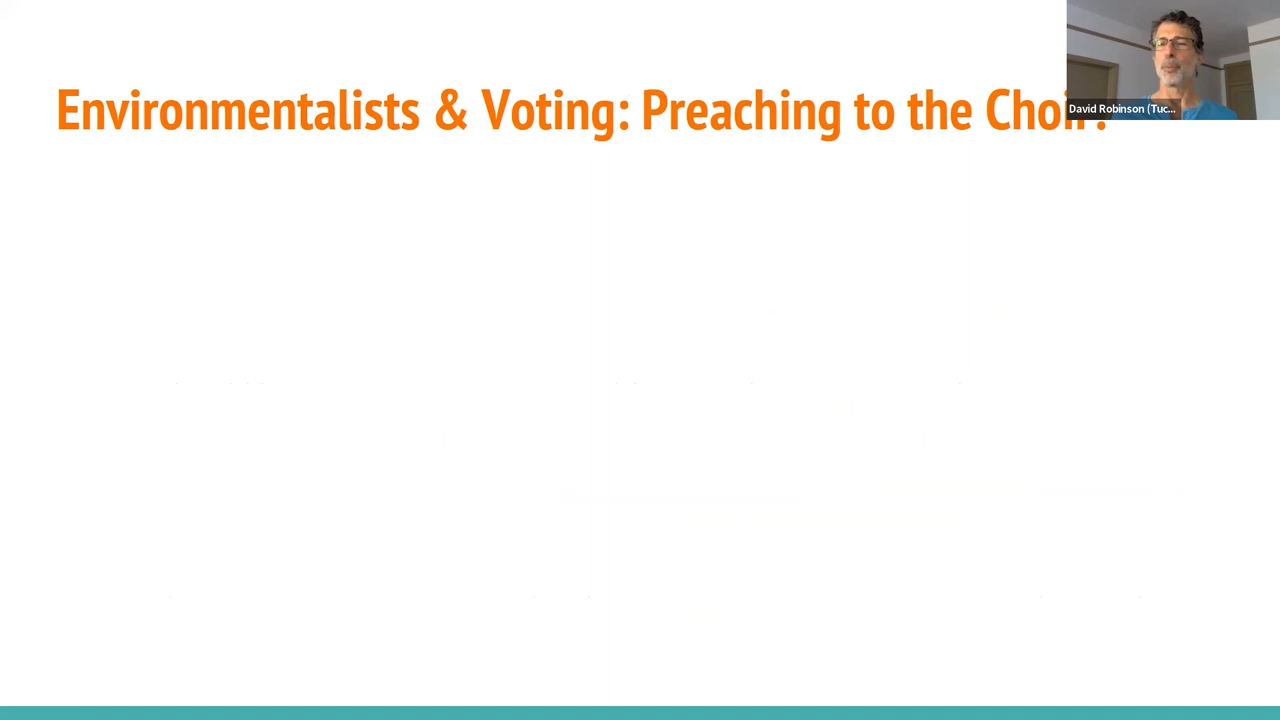 Environmentalists & Voting: Preaching to the Choir?
David Robinson (Tuc...